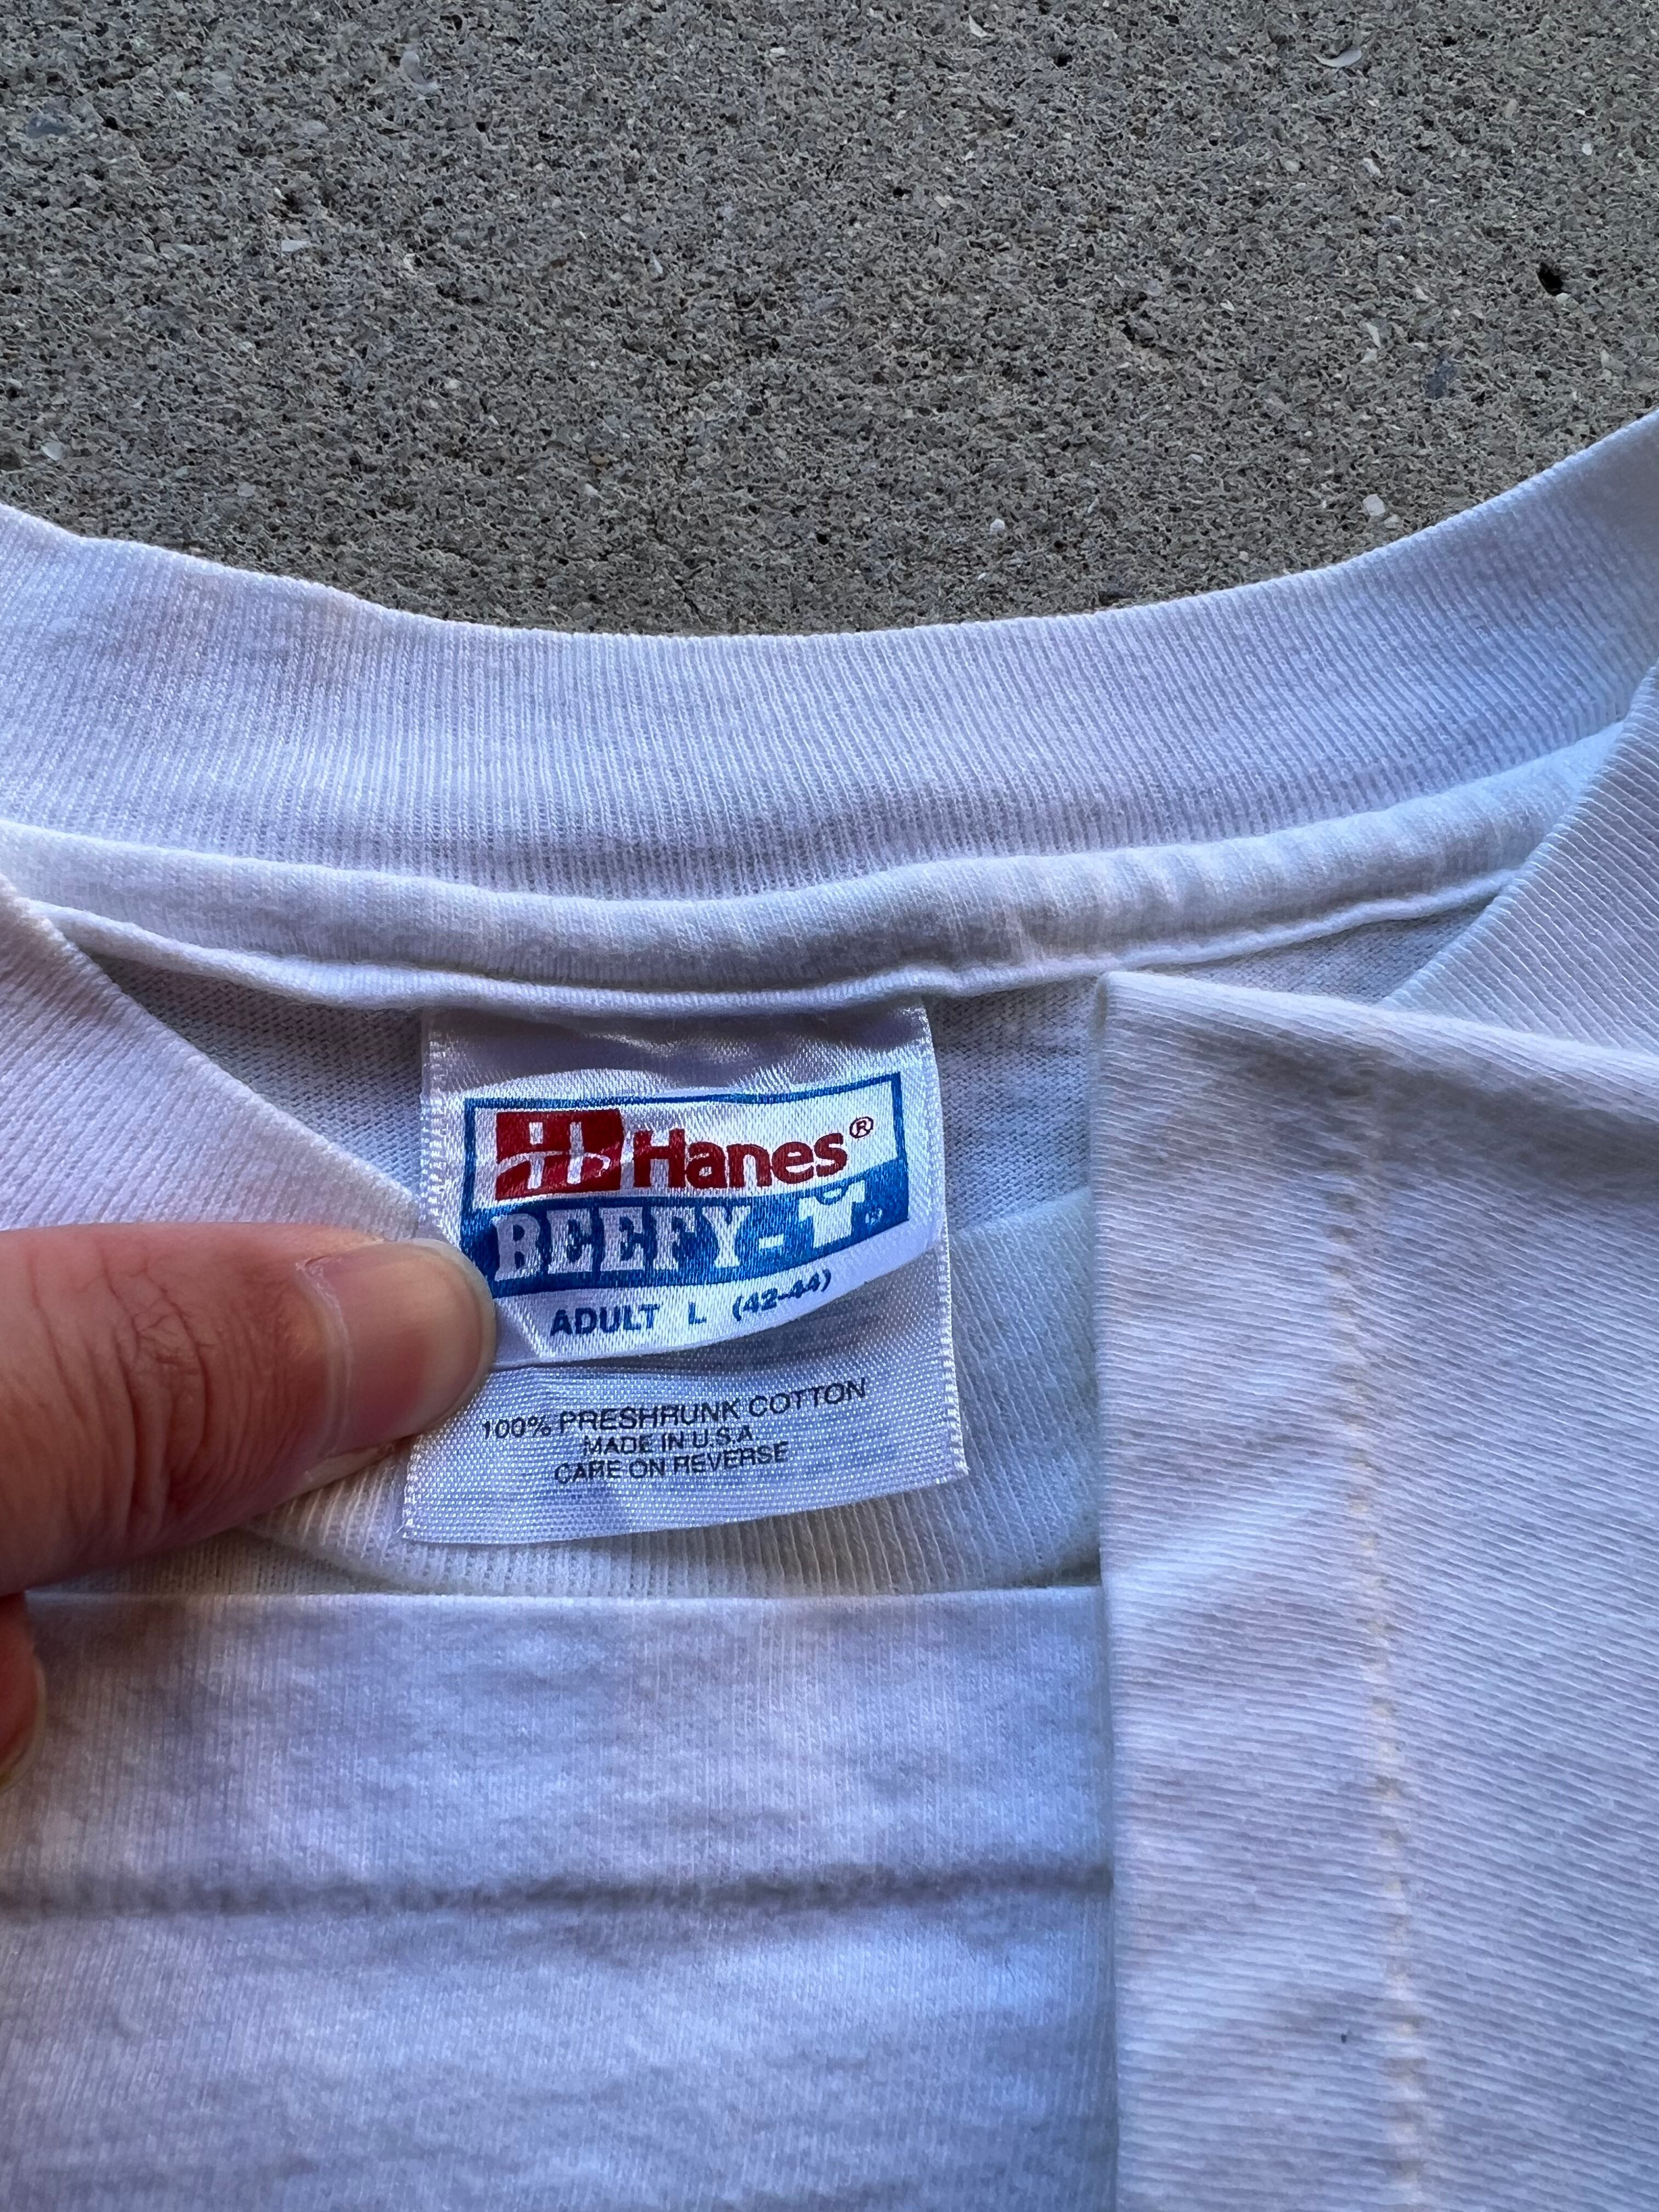 Hanes®
BEEFY-T®
ADULT L (42-44)
100% PRESHRUNK COTTON
MADE IN U.S.A.
CARE ON REVERSE